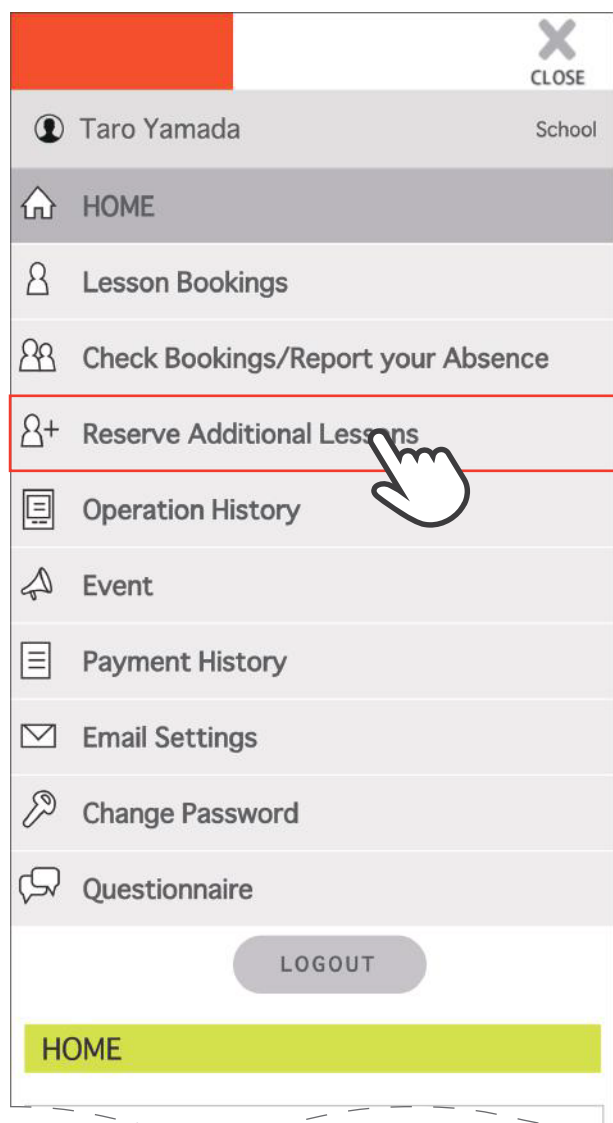 CLOSE
Taro Yamada School
HOME
Lesson Bookings
Check Bookings/Report your Absence
Reserve Additional Lessons
Operation History
Event
Payment History
Email Settings
Change Password
Questionnaire
LOGOUT
HOME